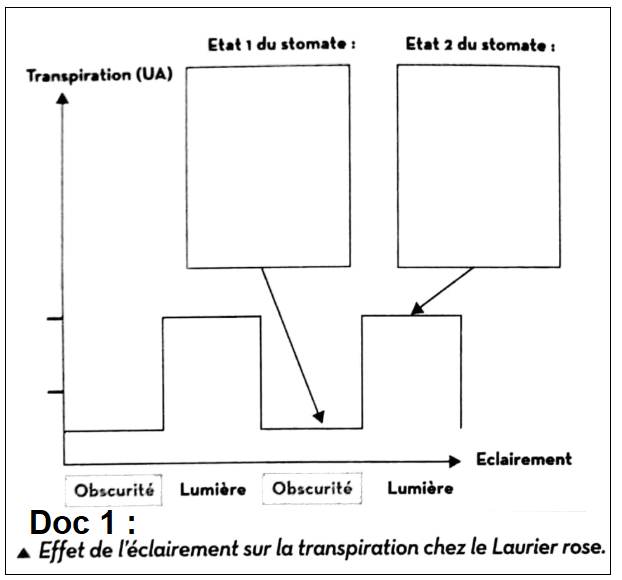 Etat 1 du stomate :
Etat 2 du stomate :
Transpiration (UA)
Eclairement
Obscurité Lumière Obscurité Lumière
Doc 1 :
▲ Effet de l'éclairement sur la transpiration chez le Laurier rose.